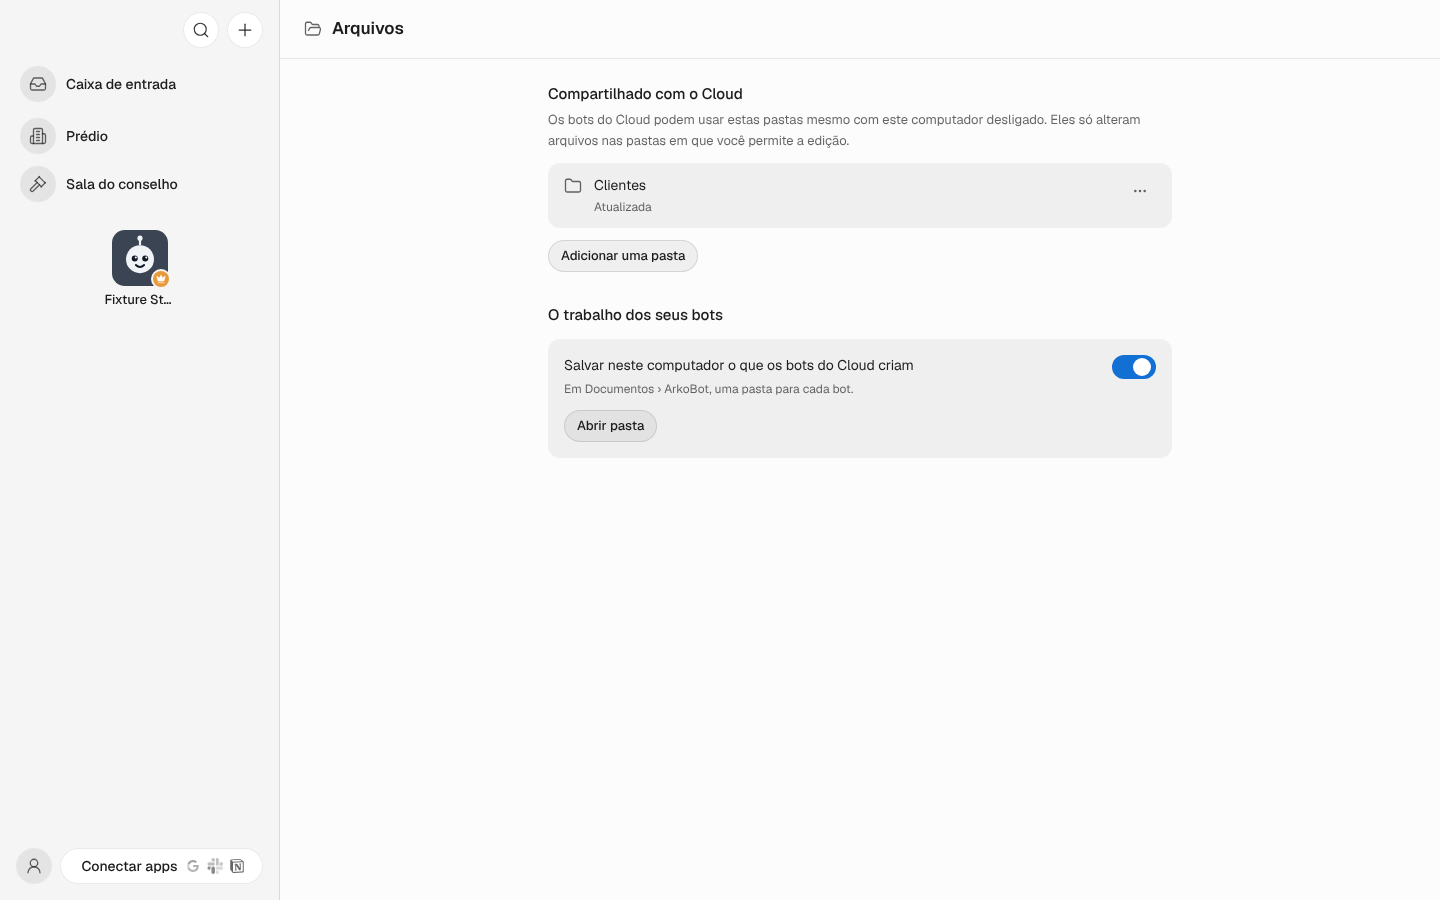 Arquivos
Caixa de entrada
Prédio
Sala do conselho
Fixture St...
Conectar apps
Compartilhado com o Cloud
Os bots do Cloud podem usar estas pastas mesmo com este computador desligado. Eles só alteram
arquivos nas pastas em que você permite a edição.
Clientes
Atualizada
Adicionar uma pasta
O trabalho dos seus bots
Salvar neste computador o que os bots do Cloud criam
Em Documentos › ArkoBot, uma pasta para cada bot.
Abrir pasta